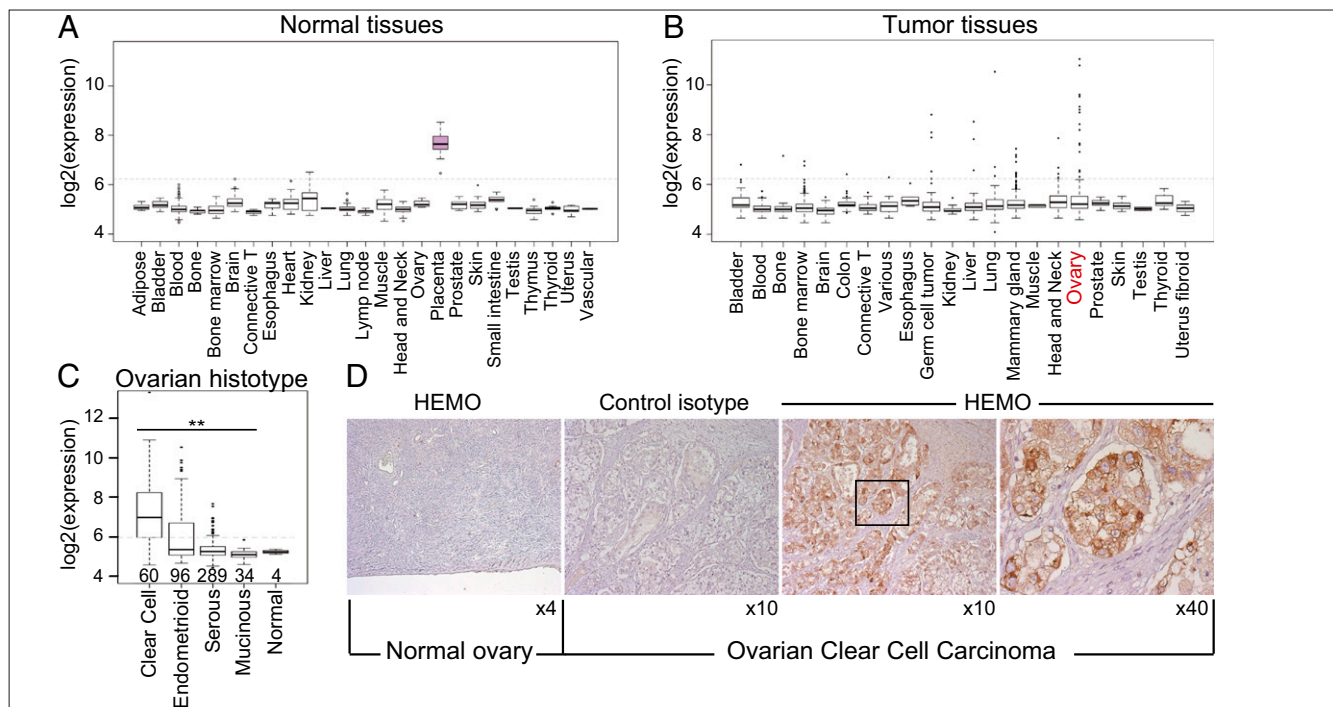 A
Normal tissues
log2(expression)
10
8
6
4
Adipose
Bladder
Blood
Bone
Bone marrow
Brain
Connective T
Esophagus
Heart
Kidney
Liver
Lung
Lymp node
Muscle
Head and Neck
Ovary
Placenta
Prostate
Skin
Small intestine
Testis
Thymus
Thyroid
Uterus
Vascular
B
Tumor tissues
log2(expression)
10
8
6
4
Bladder
Blood
Bone
Bone marrow
Brain
Colon
Connective T
Various
Esophagus
Germ cell tumor
Kidney
Liver
Lung
Mammary gland
Muscle
Head and Neck
Ovary
Prostate
Skin
Testis
Thyroid
Uterus fibroid
C
Ovarian histotype
log2(expression)
12
10
8
6
4
**
60 96 289 34 4
Clear Cell
Endometrioid
Serous
Mucinous
Normal
D
HEMO
Control isotype
HEMO
x4
x10
x10
x40
Normal ovary
Ovarian Clear Cell Carcinoma